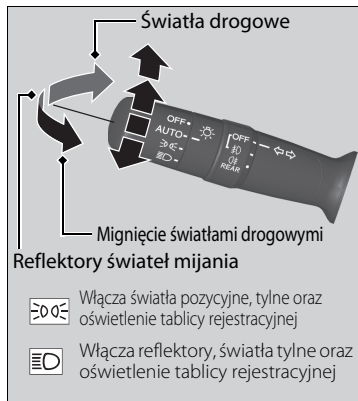 Światła drogowe
OFF
AUTO
OFF
REAR
Mignięcie światłami drogowymi
Reflektory świateł mijania
Włącza światła pozycyjne, tylne oraz
oświetlenie tablicy rejestracyjnej
Włącza reflektory, światła tylne oraz
oświetlenie tablicy rejestracyjnej